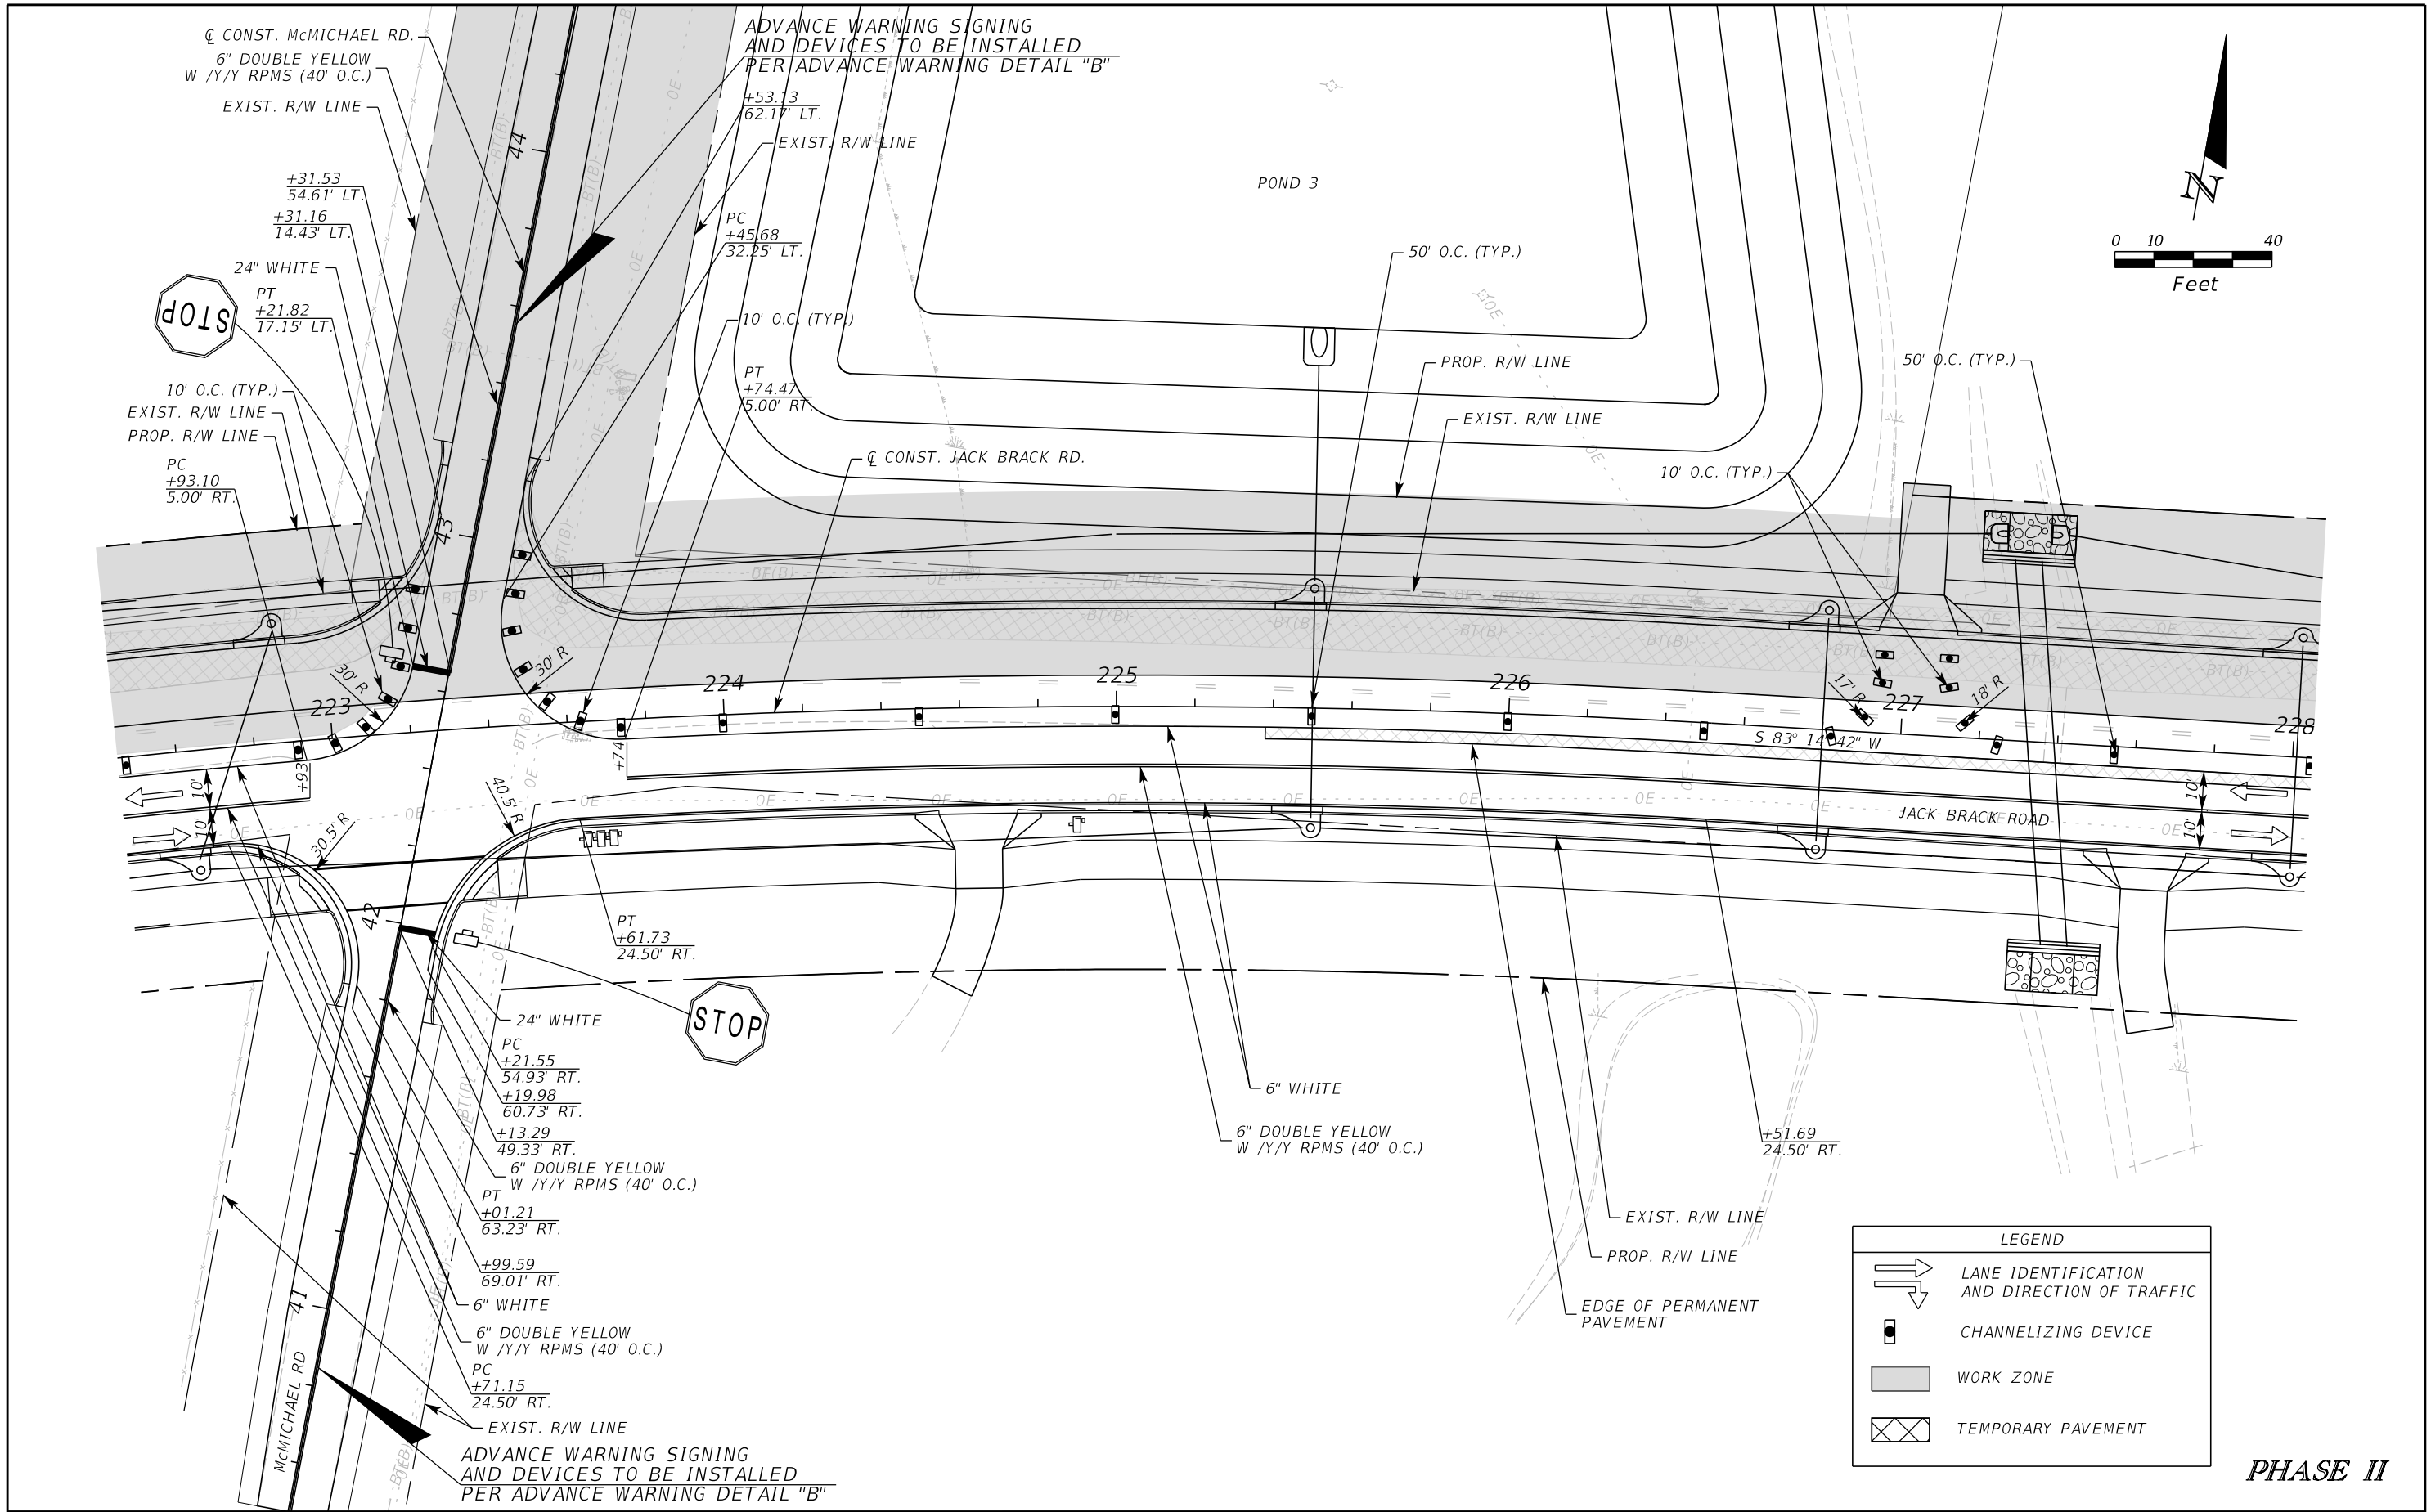 ℄ CONST. McMICHAEL RD.
6" DOUBLE YELLOW
W /Y/Y RPMS (40' O.C.)
EXIST. R/W LINE
ADVANCE WARNING SIGNING
AND DEVICES TO BE INSTALLED
PER ADVANCE WARNING DETAIL "B"
+53.13
62.17' LT.
EXIST. R/W LINE
POND 3
N
0 10 40
Feet
44
+31.53
54.61' LT.
+31.16
14.43' LT.
24" WHITE
STOP
PT
+21.82
17.15' LT.
PC
+45.68
32.25' LT.
50' O.C. (TYP.)
10' O.C. (TYP.)
PROP. R/W LINE
50' O.C. (TYP.)
10' O.C. (TYP.)
EXIST. R/W LINE
PROP. R/W LINE
PT
+74.47
5.00' RT.
EXIST. R/W LINE
PC
+93.10
5.00' RT.
℄ CONST. JACK BRACK RD.
10' O.C. (TYP.)
43
30' R
30' R
17' R
18' R
223
224
225
226
227
228
S 83° 14' 42" W
+93
+74
10'
10'
10'
10'
JACK BRACK ROAD
30.5' R
40.5' R
42
BT(B)
OE
PT
+61.73
24.50' RT.
STOP
24" WHITE
PC
+21.55
54.93' RT.
+19.98
60.73' RT.
+13.29
49.33' RT.
6" DOUBLE YELLOW
W /Y/Y RPMS (40' O.C.)
PT
+01.21
63.23' RT.
+99.59
69.01' RT.
6" WHITE
6" DOUBLE YELLOW
W /Y/Y RPMS (40' O.C.)
PC
+71.15
24.50' RT.
EXIST. R/W LINE
ADVANCE WARNING SIGNING
AND DEVICES TO BE INSTALLED
PER ADVANCE WARNING DETAIL "B"
41
McMICHAEL RD
6" WHITE
6" DOUBLE YELLOW
W /Y/Y RPMS (40' O.C.)
+51.69
24.50' RT.
EXIST. R/W LINE
PROP. R/W LINE
EDGE OF PERMANENT
PAVEMENT
LEGEND
LANE IDENTIFICATION
AND DIRECTION OF TRAFFIC
CHANNELIZING DEVICE
WORK ZONE
TEMPORARY PAVEMENT
PHASE II